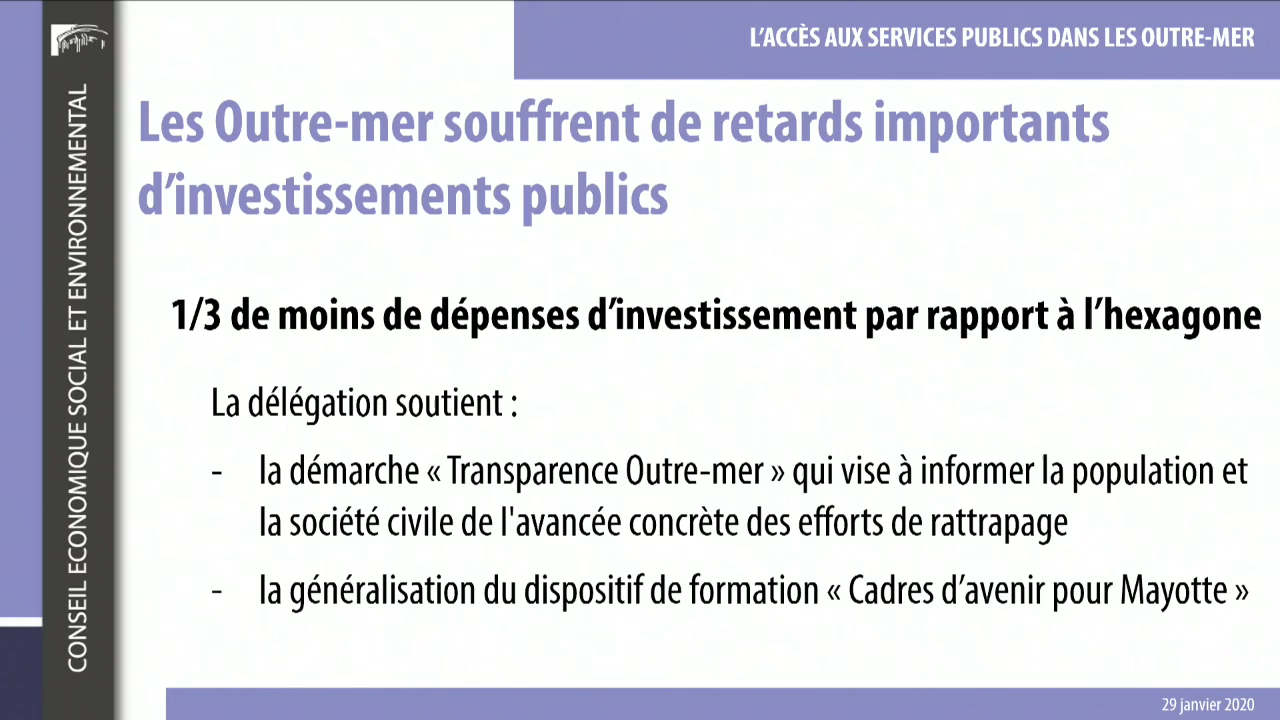 L'ACCÈS AUX SERVICES PUBLICS DANS LES OUTRE-MER
CONSEIL ECONOMIQUE SOCIAL ET ENVIRONNEMENTAL
Les Outre-mer souffrent de retards importants
d'investissements publics
1/3 de moins de dépenses d'investissement par rapport à l'hexagone
La délégation soutient :
- la démarche « Transparence Outre-mer » qui vise à informer la population et
la société civile de l'avancée concrète des efforts de rattrapage
- la généralisation du dispositif de formation « Cadres d'avenir pour Mayotte »
29 janvier 2020